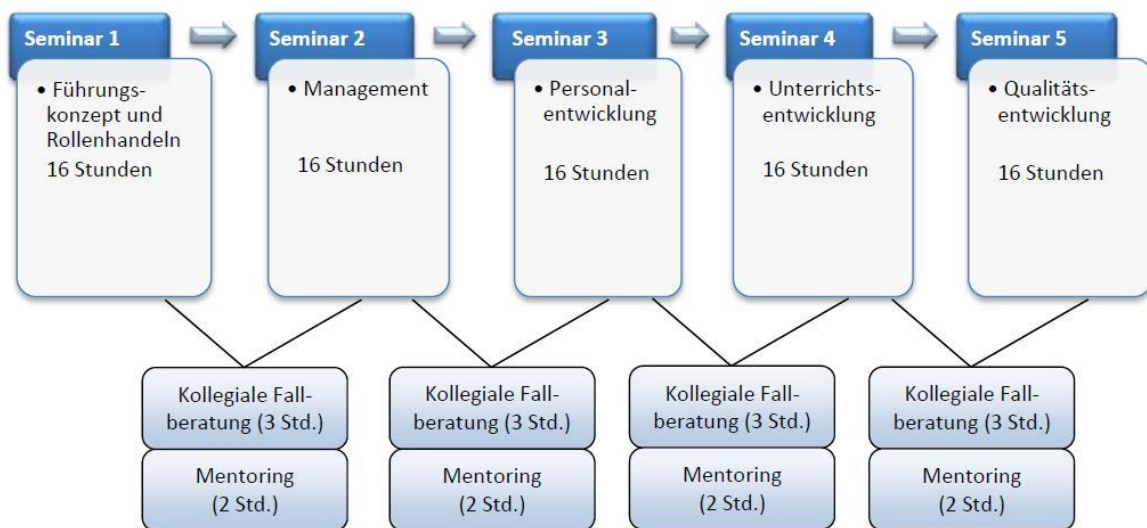 Seminar 1
Seminar 2
Seminar 3
Seminar 4
Seminar 5
• Führungs-
konzept und
Rollenhandeln
16 Stunden
• Management
16 Stunden
• Personal-
entwicklung
16 Stunden
• Unterrichts-
entwicklung
16 Stunden
• Qualitäts-
entwicklung
16 Stunden
Kollegiale Fall-
beratung (3 Std.)
Mentoring
(2 Std.)
Kollegiale Fall-
beratung (3 Std.)
Mentoring
(2 Std.)
Kollegiale Fall-
beratung (3 Std.)
Mentoring
(2 Std.)
Kollegiale Fall-
beratung (3 Std.)
Mentoring
(2 Std.)